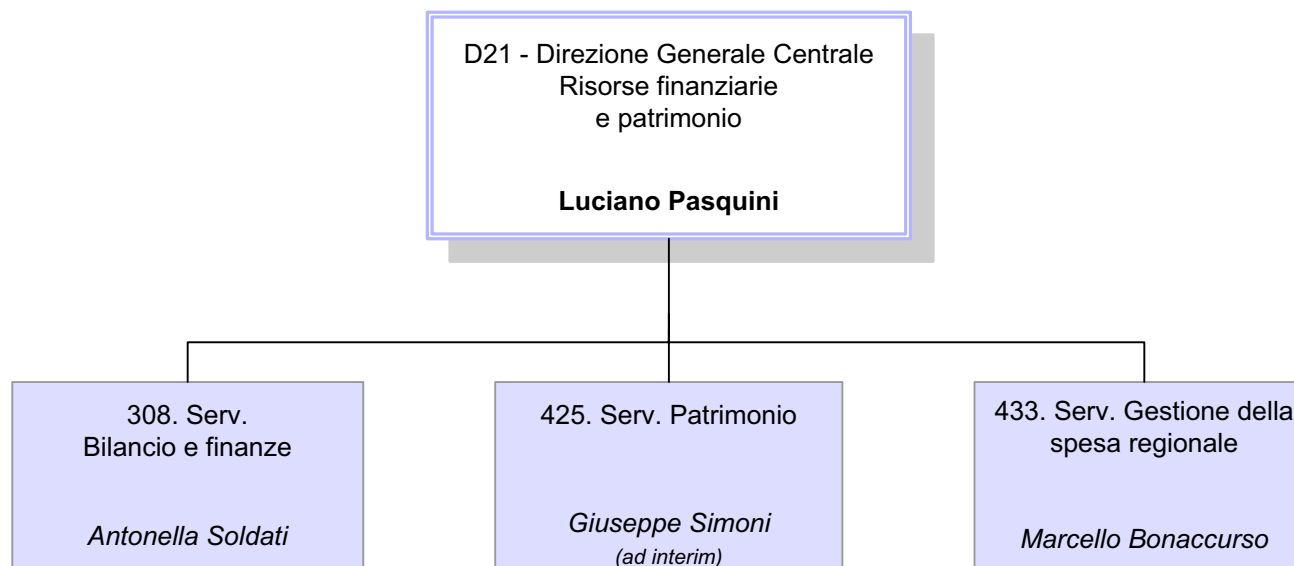 D21 - Direzione Generale Centrale
Risorse finanziarie
e patrimonio
Luciano Pasquini
308. Serv.
Bilancio e finanze
Antonella Soldati
425. Serv. Patrimonio
Giuseppe Simoni
(ad interim)
433. Serv. Gestione della
spesa regionale
Marcello Bonaccurso